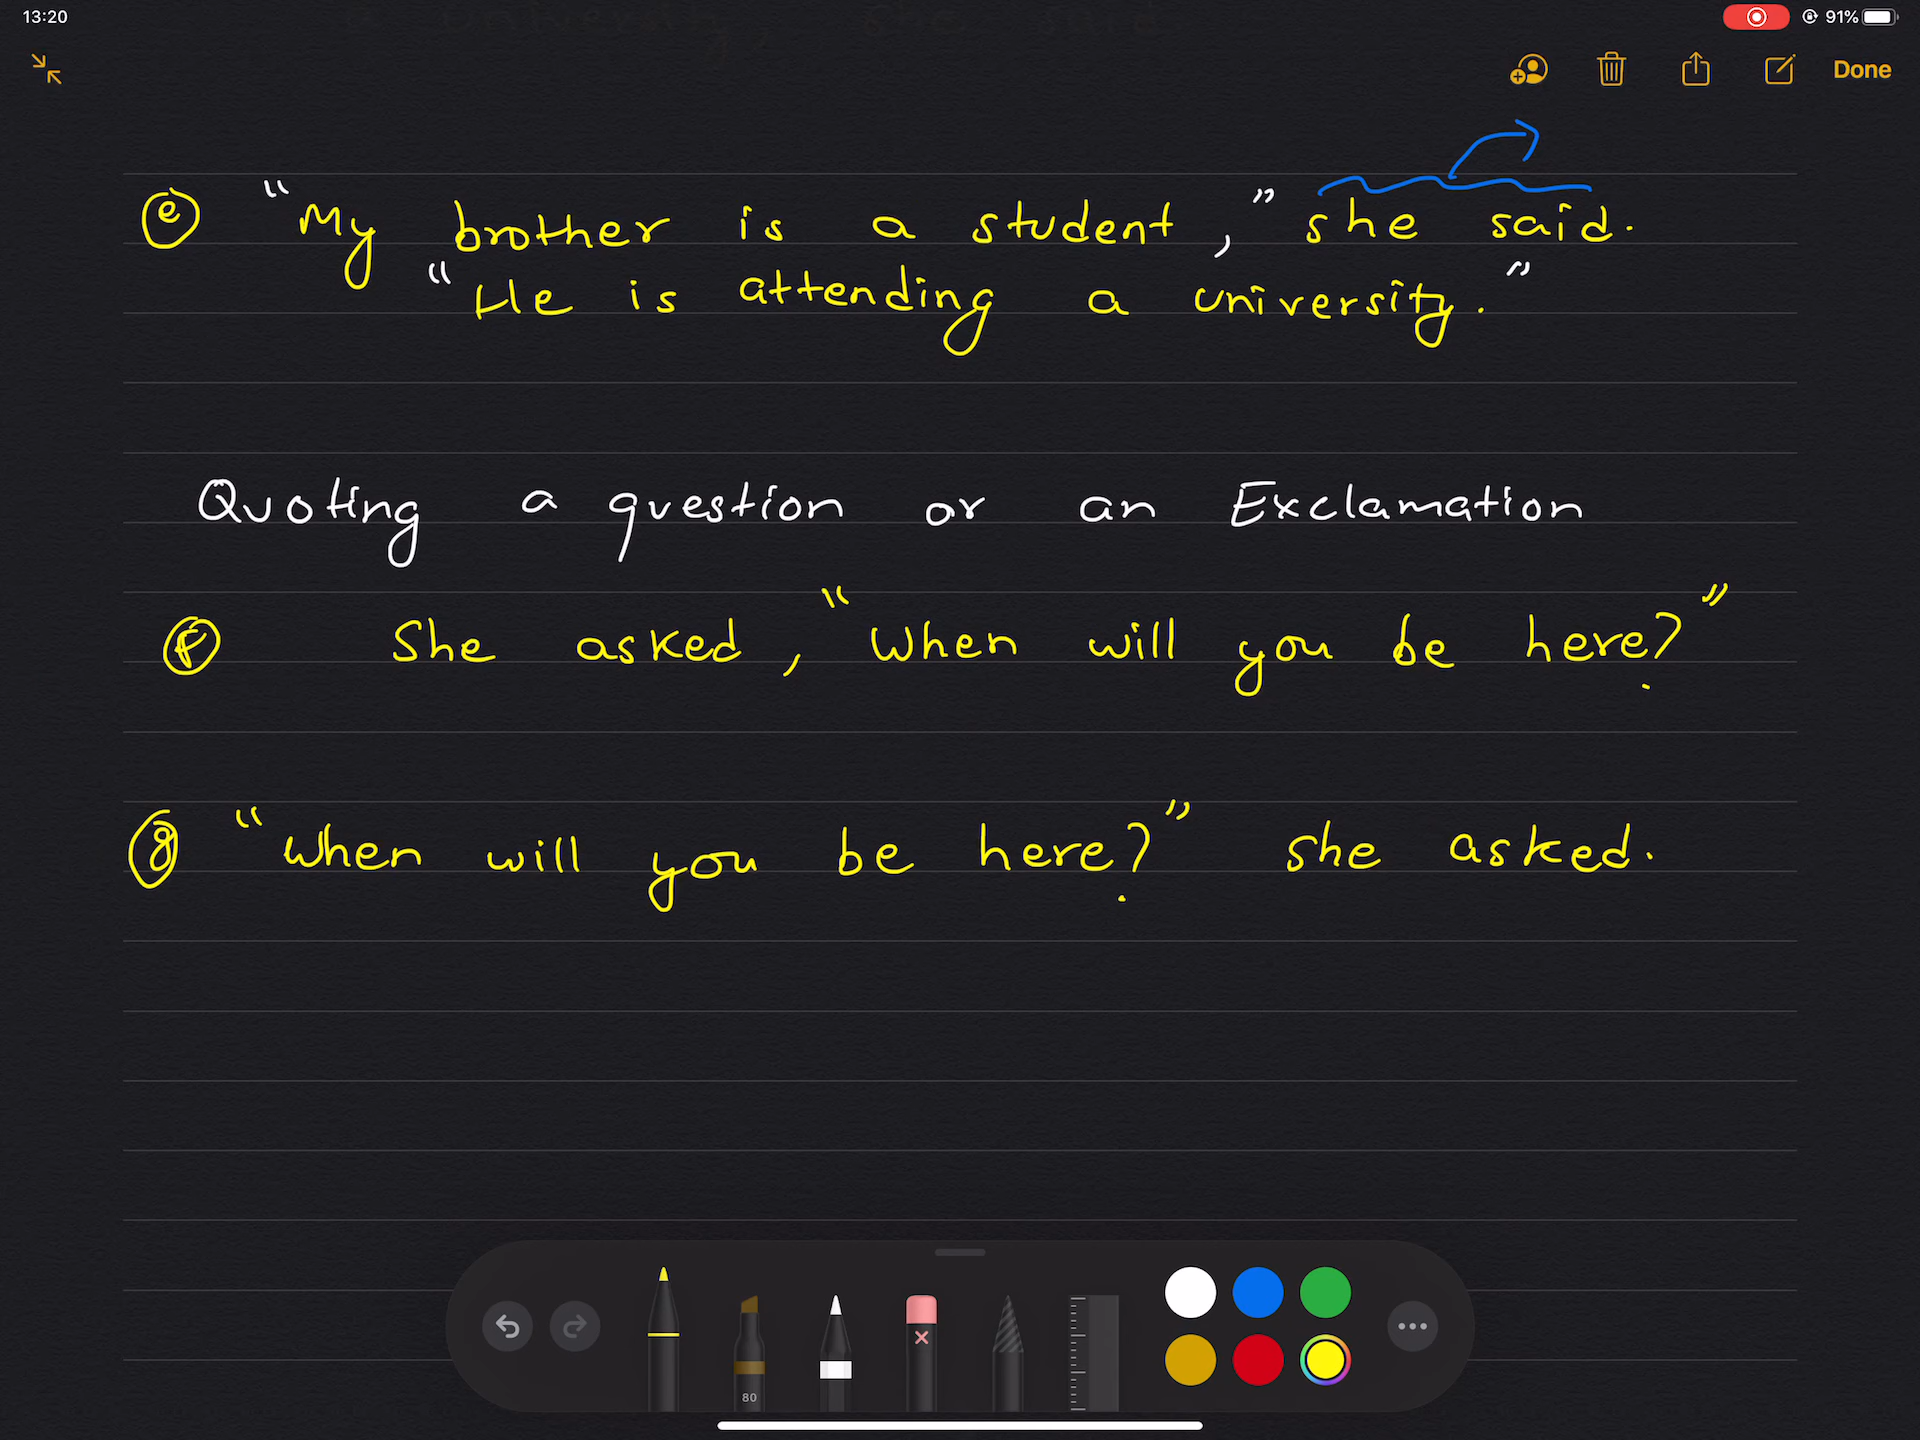 13:20
91%
Done
(e) "My brother is a student," she said.
"He is attending a university."
Quoting a question or an Exclamation
(f) She asked, "When will you be here?"
(g) "When will you be here?" she asked.
80